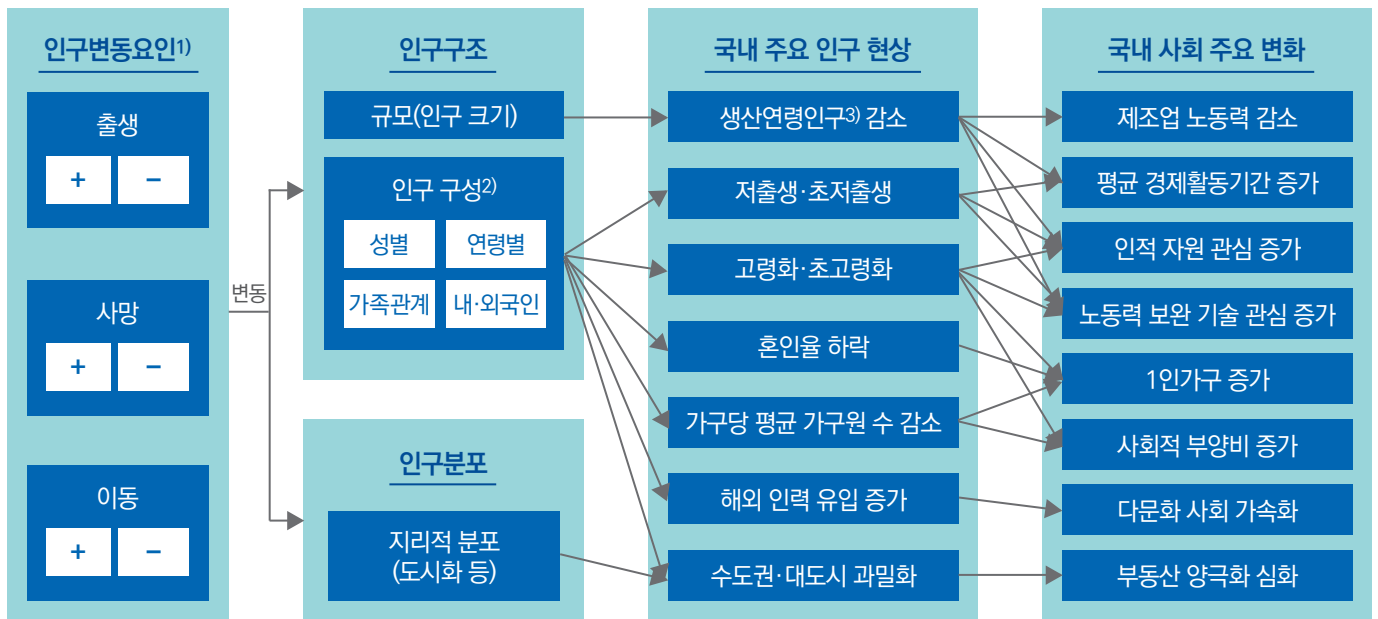 인구변동요인1)
출생
+ −
사망
+ −
이동
+ −
변동
인구구조
규모(인구 크기)
인구 구성2)
성별 연령별
가족관계 내·외국인
인구분포
지리적 분포
(도시화 등)
국내 주요 인구 현상
생산연령인구3) 감소
저출생·초저출생
고령화·초고령화
혼인율 하락
가구당 평균 가구원 수 감소
해외 인력 유입 증가
수도권·대도시 과밀화
국내 사회 주요 변화
제조업 노동력 감소
평균 경제활동기간 증가
인적 자원 관심 증가
노동력 보완 기술 관심 증가
1인가구 증가
사회적 부양비 증가
다문화 사회 가속화
부동산 양극화 심화